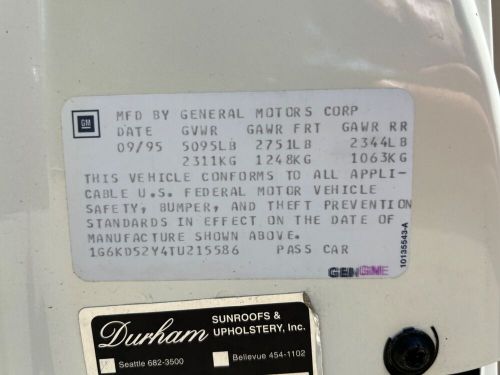 GM
MFD BY GENERAL MOTORS CORP
DATE GVWR GAWR FRT GAWR RR
09/95 5095LB 2751LB 2344LB
2311KG 1248KG 1063KG
THIS VEHICLE CONFORMS TO ALL APPLI-
CABLE U.S. FEDERAL MOTOR VEHICLE
SAFETY, BUMPER, AND THEFT PREVENTION
STANDARDS IN EFFECT ON THE DATE OF
MANUFACTURE SHOWN ABOVE.
1G6KD52Y4TU215586 PASS CAR
10135543-A
Durham SUNROOFS &
UPHOLSTERY, Inc.
Seattle 682-3500 Bellevue 454-1102